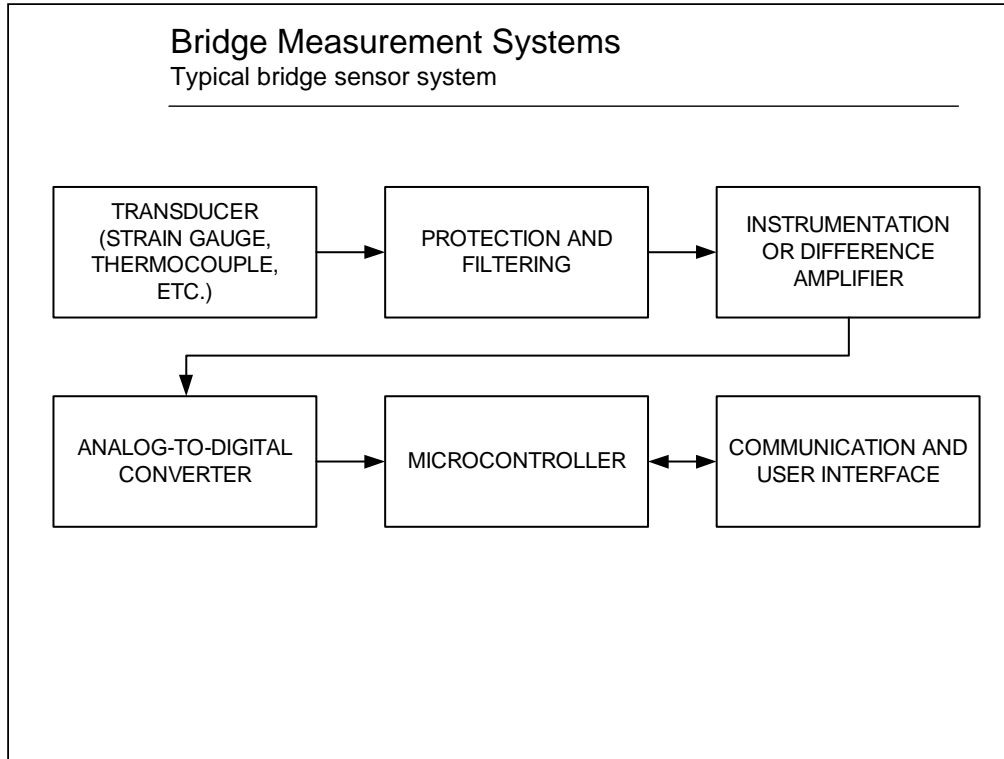 Bridge Measurement Systems
Typical bridge sensor system
TRANSDUCER
(STRAIN GAUGE,
THERMOCOUPLE,
ETC.)
PROTECTION AND
FILTERING
INSTRUMENTATION
OR DIFFERENCE
AMPLIFIER
ANALOG-TO-DIGITAL
CONVERTER
MICROCONTROLLER
COMMUNICATION AND
USER INTERFACE